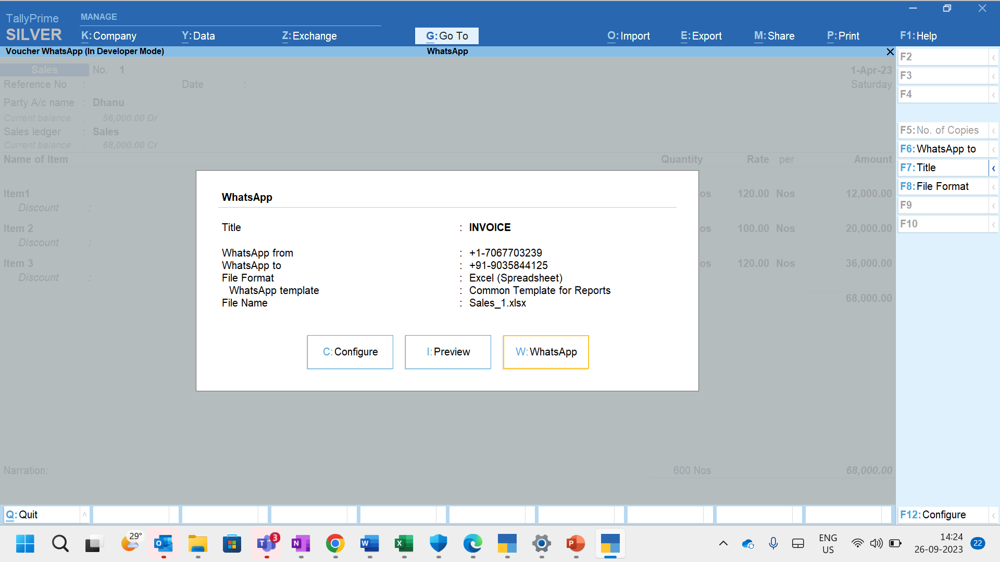 TallyPrime
SILVER
MANAGE
K:Company Y:Data Z:Exchange G:Go To O:Import E:Export M:Share P:Print F1:Help
Voucher WhatsApp (In Developer Mode) WhatsApp
Sales No. 1 1-Apr-23
Reference No : Date : Saturday
Party A/c name : Dhanu
Current balance : 56,000.00 Dr
Sales ledger : Sales
Current balance : 68,000.00 Cr
Name of Item Quantity Rate per Amount
Item1 os 120.00 Nos 12,000.00
Discount :
Item 2 os 100.00 Nos 20,000.00
Discount :
Item 3 os 120.00 Nos 36,000.00
Discount :
68,000.00
WhatsApp
Title : INVOICE
WhatsApp from : +1-7067703239
WhatsApp to : +91-9035844125
File Format : Excel (Spreadsheet)
WhatsApp template : Common Template for Reports
File Name : Sales_1.xlsx
C:Configure I:Preview W:WhatsApp
Narration: 600 Nos 68,000.00
F2
F3
F4
F5:No. of Copies
F6:WhatsApp to
F7:Title
F8:File Format
F9
F10
Q:Quit F12:Configure
29° 3 ENG
US
14:24
26-09-2023
22